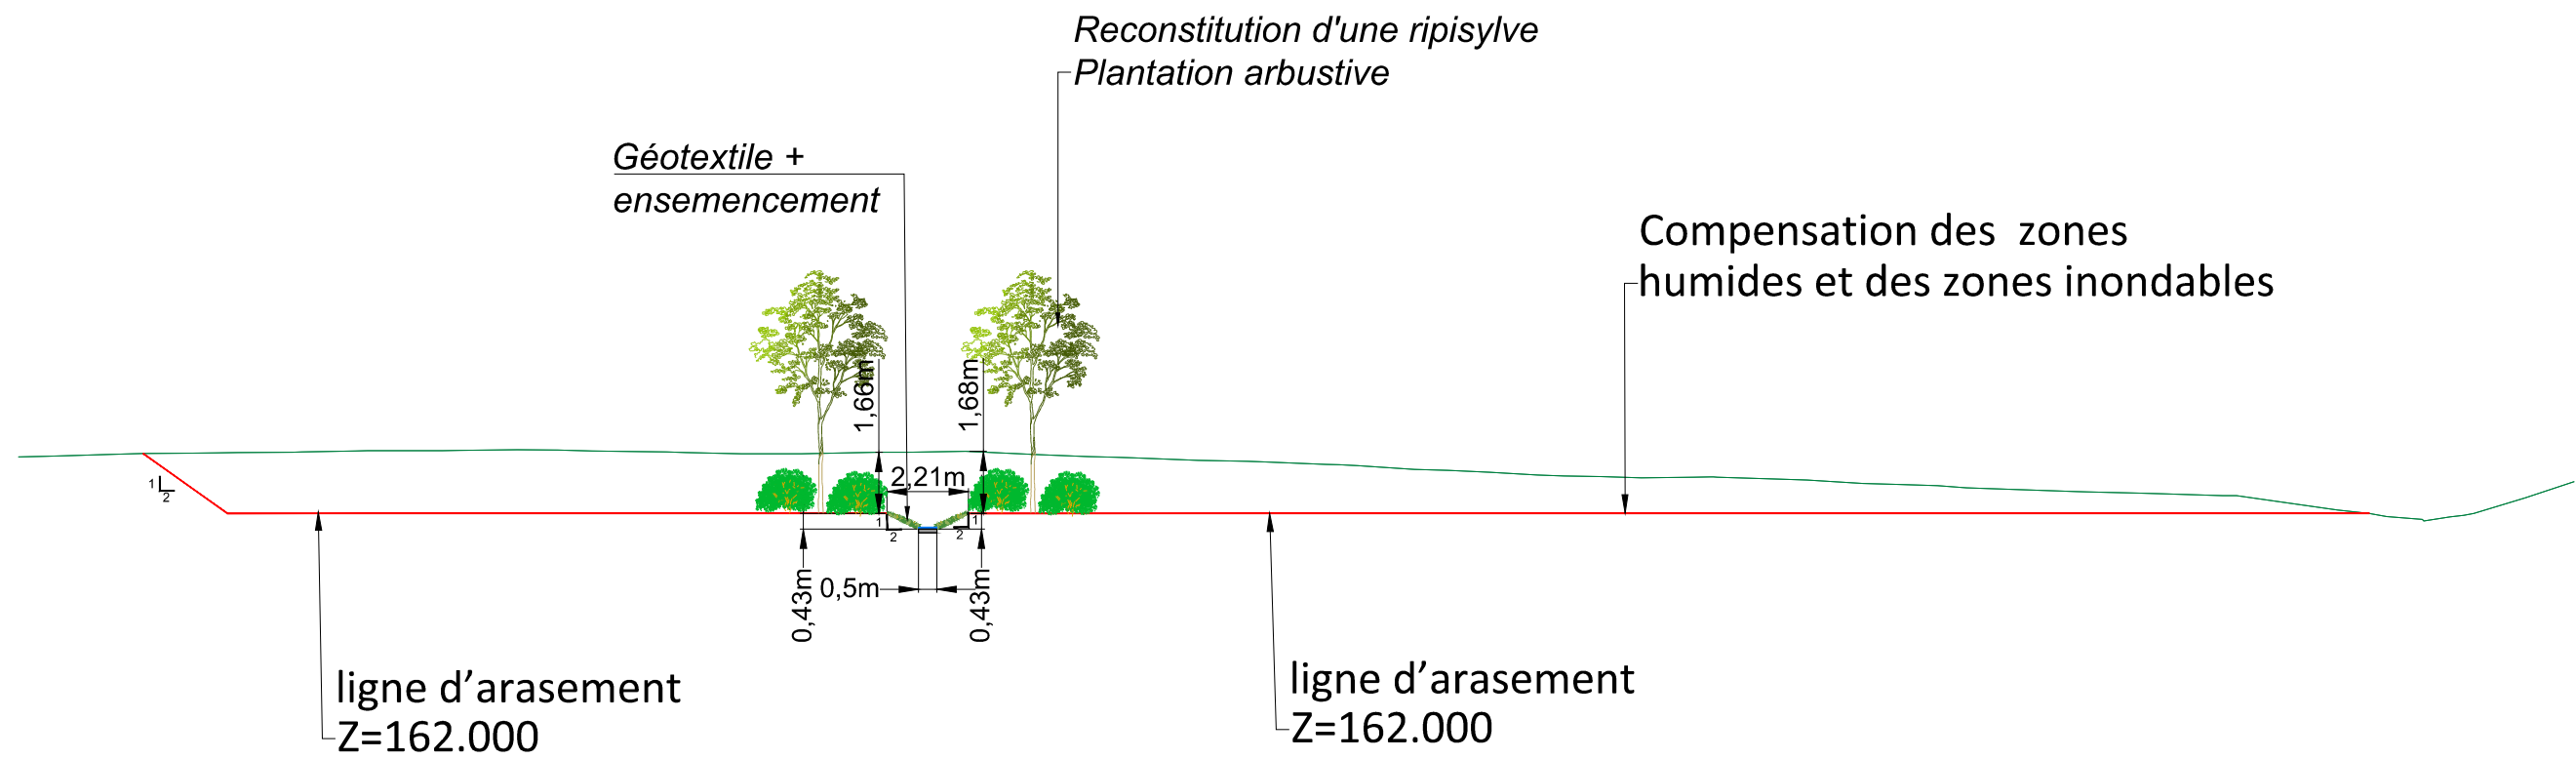 Reconstitution d'une ripisylve
Plantation arbustive
Géotextile +
ensemencement
Compensation des  zones
humides et des zones inondables
1,66m
1,68m
2,21m
1
2
1
2
1
2
0,43m
0,5m
0,43m
ligne d’arasement
Z=162.000
ligne d’arasement
Z=162.000